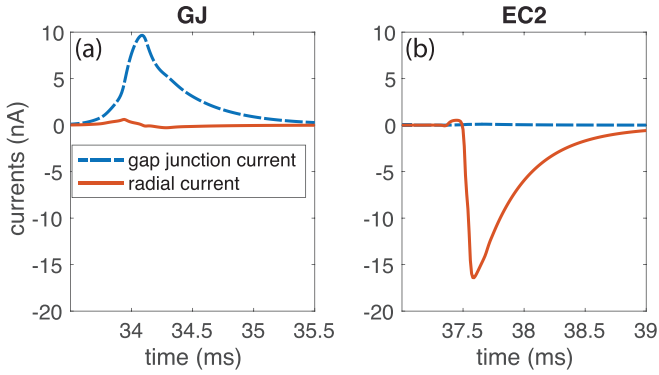 GJ
EC2
(a)
(b)
currents (nA)
10
5
0
-5
-10
-15
-20
gap junction current
radial current
34
34.5
35
35.5
time (ms)
10
5
0
-5
-10
-15
-20
37.5
38
38.5
39
time (ms)